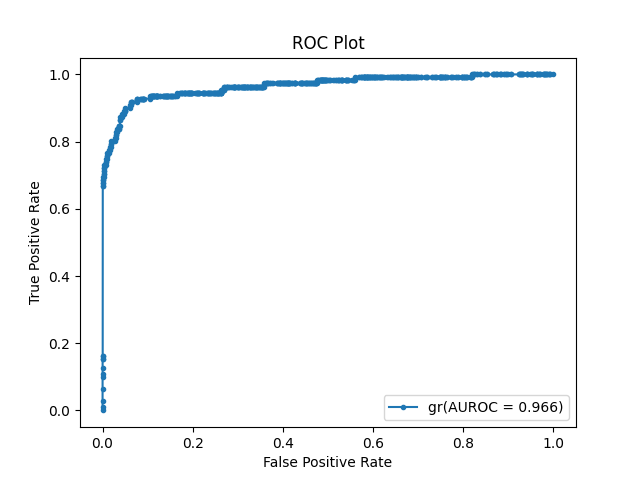 ROC Plot
True Positive Rate
1.0
0.8
0.6
0.4
0.2
0.0
gr(AUROC = 0.966)
0.0 0.2 0.4 0.6 0.8 1.0
False Positive Rate